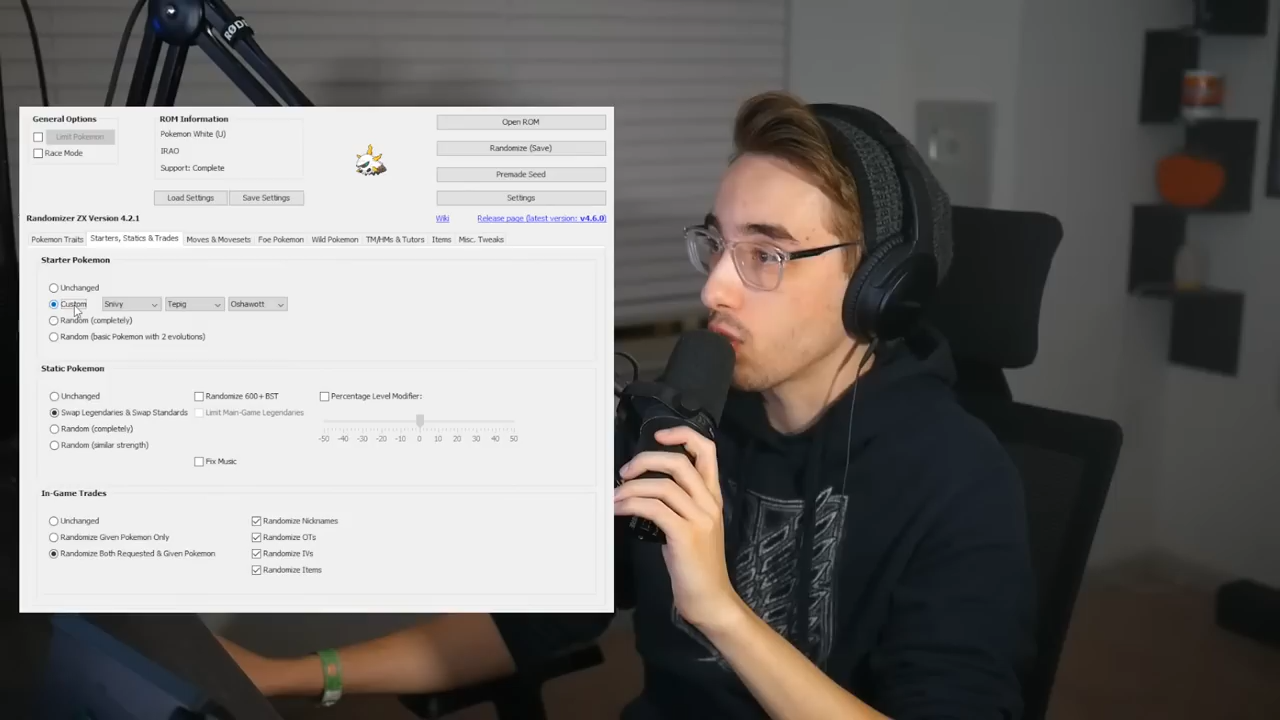 RØDE
General Options
Limit Pokemon
Race Mode
ROM Information
Pokemon White (U)
IRAO
Support: Complete
Open ROM
Randomize (Save)
Premade Seed
Settings
Load Settings
Save Settings
Randomizer ZX Version 4.2.1
Wiki
Release page (latest version: v4.6.0)
Pokemon Traits
Starters, Statics & Trades
Moves & Movesets
Foe Pokemon
Wild Pokemon
TM/HMs & Tutors
Items
Misc. Tweaks
Starter Pokemon
Unchanged
Custom
Snivy
Tepig
Oshawott
Random (completely)
Random (basic Pokemon with 2 evolutions)
Static Pokemon
Unchanged
Swap Legendaries & Swap Standards
Random (completely)
Random (similar strength)
Randomize 600+ BST
Limit Main-Game Legendaries
Fix Music
Percentage Level Modifier:
-50 -40 -30 -20 -10 0 10 20 30 40 50
In-Game Trades
Unchanged
Randomize Given Pokemon Only
Randomize Both Requested & Given Pokemon
Randomize Nicknames
Randomize OTs
Randomize IVs
Randomize Items